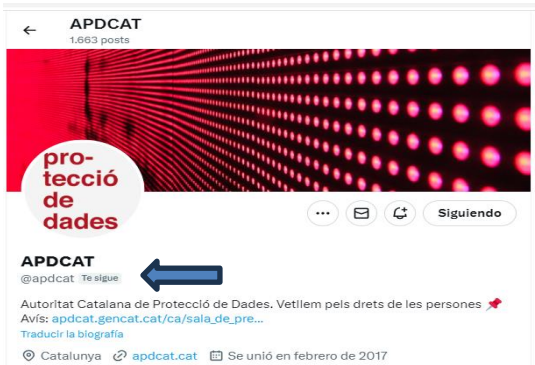 APDCAT
1.663 posts
pro-
tecció
de
dades
Siguiendo
APDCAT
@apdcat Te sigue
Autoritat Catalana de Protecció de Dades. Vetllem pels drets de les persones 📌
Avís: apdcat.gencat.cat/ca/sala_de_pre...
Traducir la biografía
Catalunya apdcat.cat Se unió en febrero de 2017